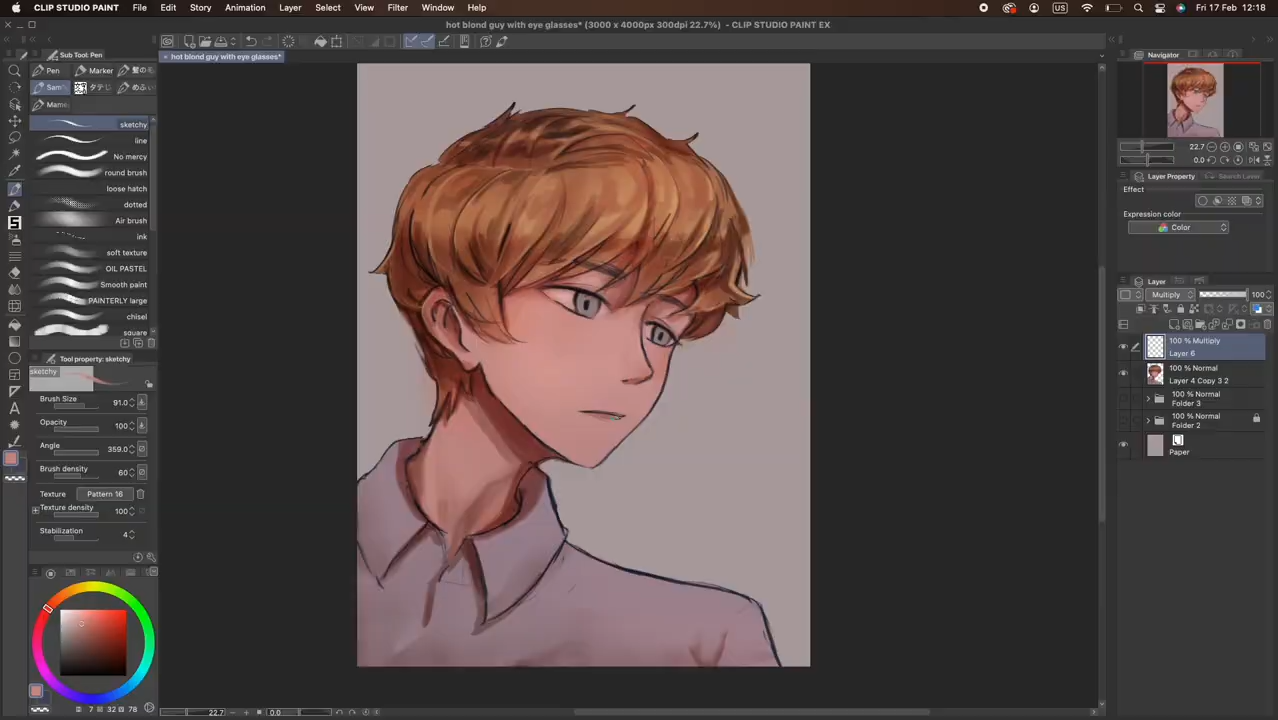 CLIP STUDIO PAINT File Edit Story Animation Layer Select View Filter Window Help US Fri 17 Feb 12:18
hot blond guy with eye glasses* (3000 x 4000px 300dpi 22.7%) - CLIP STUDIO PAINT EX
hot blond guy with eye glasses*
Sub Tool: Pen
Pen Marker
sketchy
line
No mercy
round brush
loose hatch
dotted
Air brush
ink
soft texture
OIL PASTEL
Smooth paint
PAINTERLY large
chisel
square
Tool property: sketchy
sketchy
Brush Size 91.0
Opacity 100
Angle 359.0
Brush density 60
Texture Pattern 16
Texture density 100
Stabilization 4
7 32 78
22.7 0.0
Navigator
22.7
0.0
Layer Property Search Layer
Effect
Expression color
Color
Layer
Multiply 100
100 % Multiply
Layer 6
100 % Normal
Layer 4 Copy 3 2
100 % Normal
Folder 3
100 % Normal
Folder 2
Paper